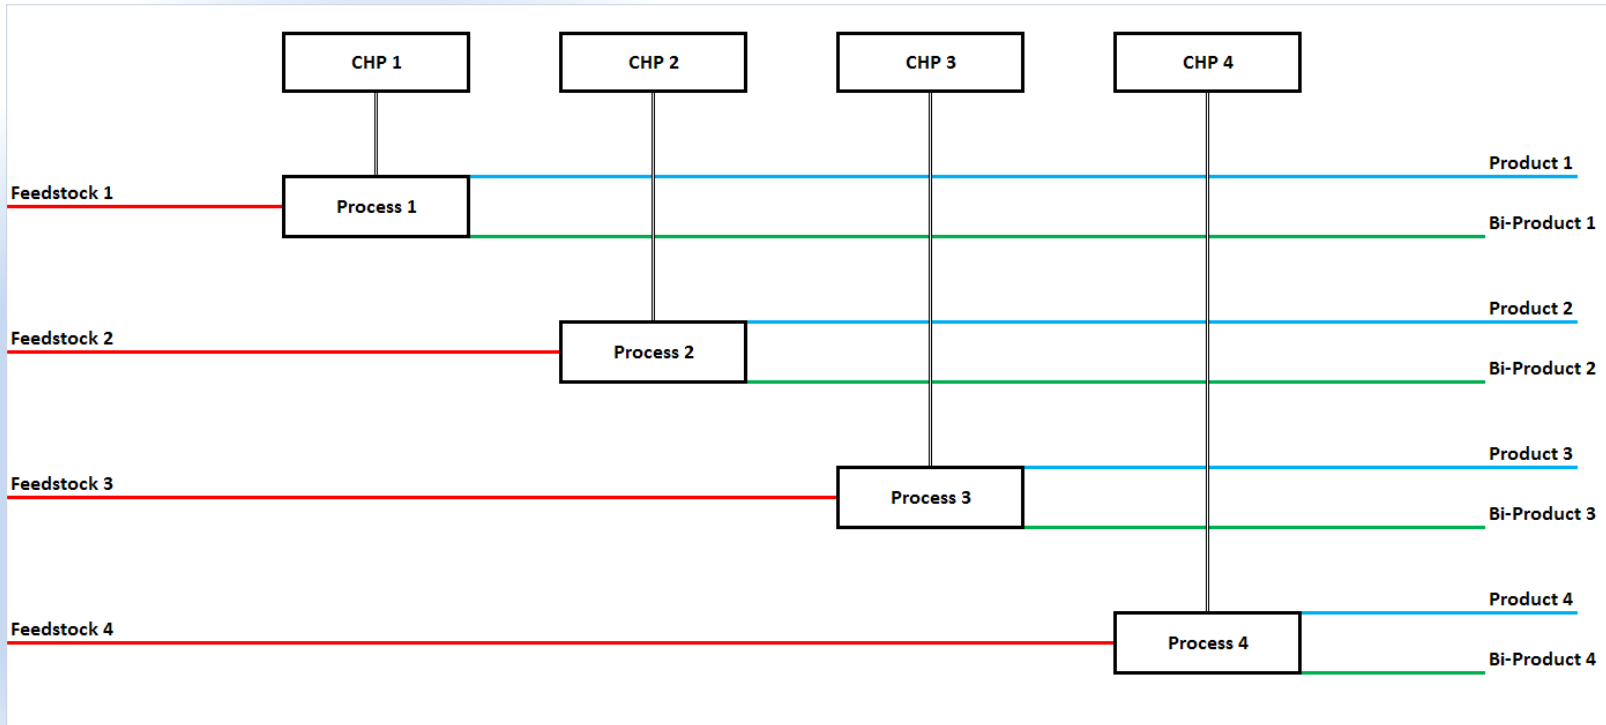 CHP 1
CHP 2
CHP 3
CHP 4
Product 1
Feedstock 1
Process 1
Bi-Product 1
Product 2
Feedstock 2
Process 2
Bi-Product 2
Product 3
Feedstock 3
Process 3
Bi-Product 3
Product 4
Feedstock 4
Process 4
Bi-Product 4